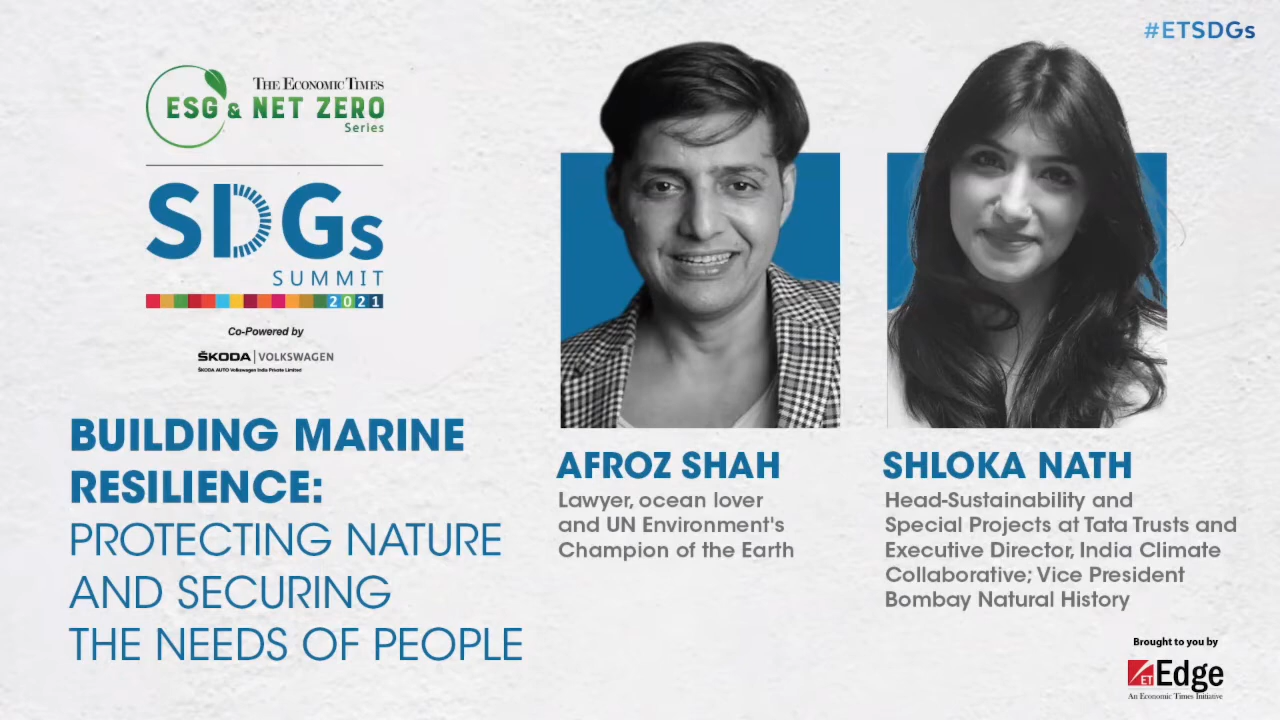 #ETSDGs
THE ECONOMIC TIMES
ESG & NET ZERO
Series
SDGs
SUMMIT
2021
Co-Powered by
ŠKODA | VOLKSWAGEN
ŠKODA AUTO Volkswagen India Private Limited
BUILDING MARINE
RESILIENCE:
PROTECTING NATURE
AND SECURING
THE NEEDS OF PEOPLE
AFROZ SHAH
Lawyer, ocean lover
and UN Environment's
Champion of the Earth
SHLOKA NATH
Head-Sustainability and
Special Projects at Tata Trusts and
Executive Director, India Climate
Collaborative; Vice President
Bombay Natural History
Brought to you by
ET Edge
An Economic Times Initiative